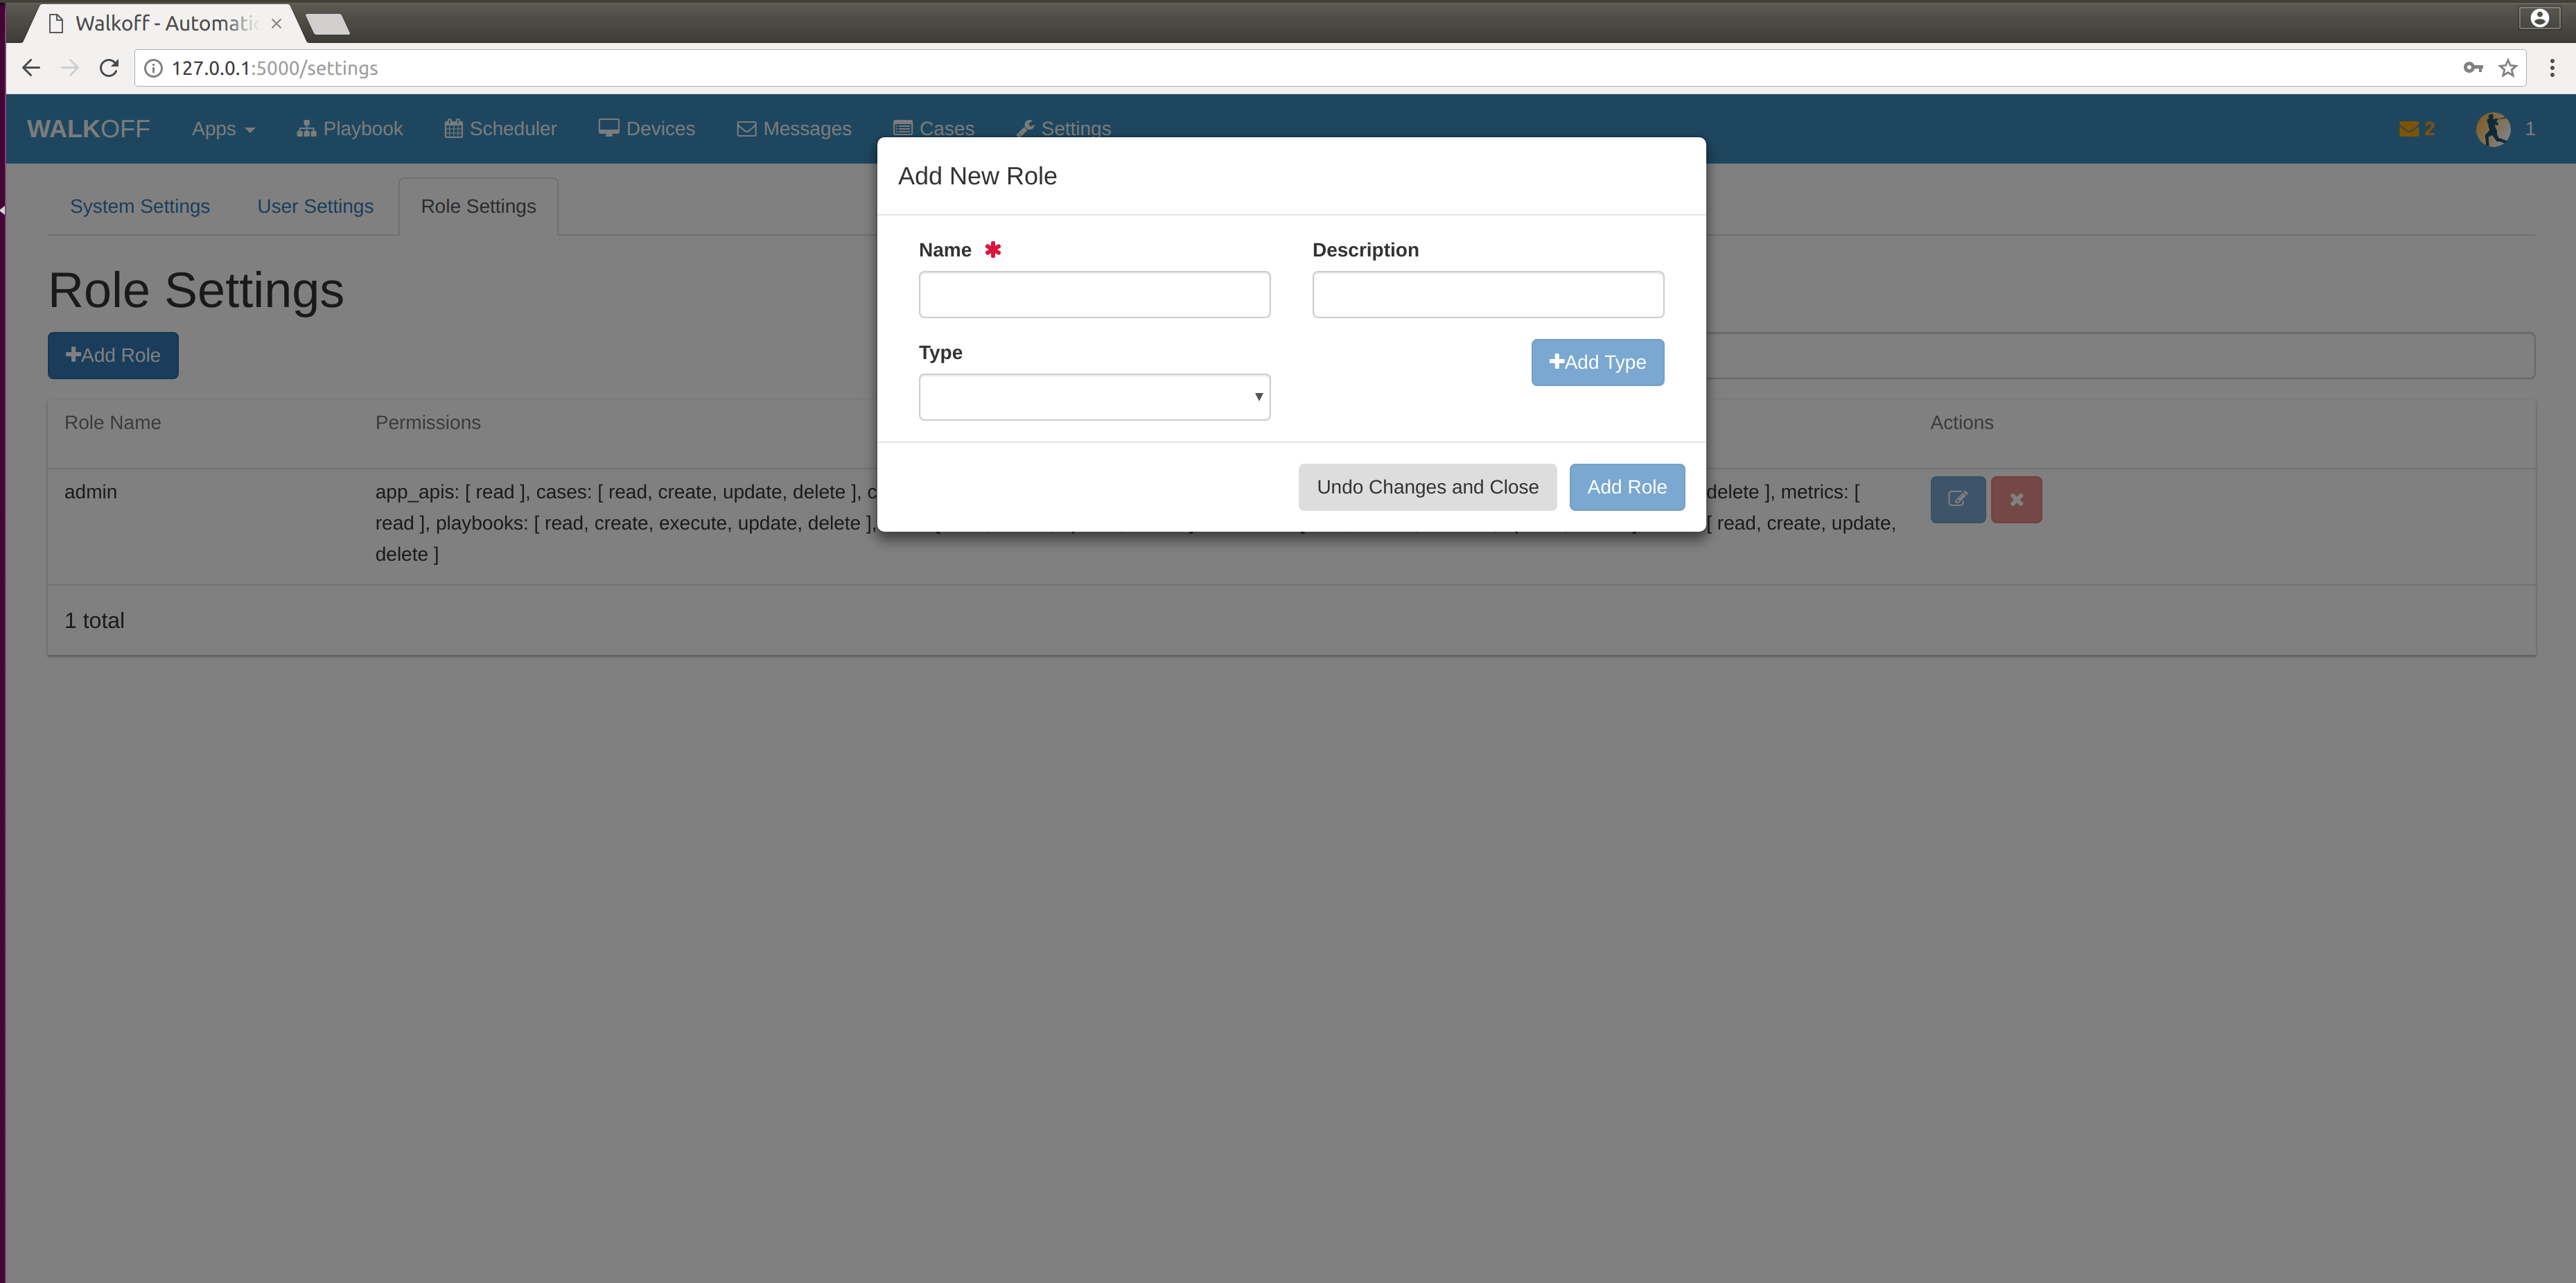 Walkoff - Automati
127.0.0.1:5000/settings
WALKOFF Apps Playbook Scheduler Devices Messages Cases Settings 2 1
System Settings User Settings Role Settings
Add New Role
Name * Description
Role Settings
Add Role
Type
Add Type
Role Name Permissions Actions
Undo Changes and Close Add Role
admin
app_apis: [ read ], cases: [ read, create, update, delete ], c delete ], metrics: [
read ], playbooks: [ read, create, execute, update, delete ], [ read, create, update,
delete ]
1 total